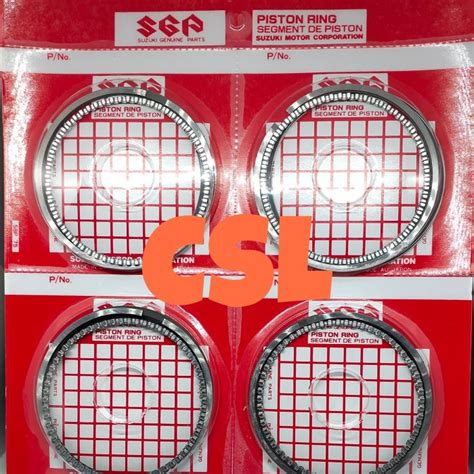 SGP
SUZUKI GENUINE PARTS
PISTON RING
SEGMENT DE PISTON
SUZUKI MOTOR CORPORATION
P/No.
P/No.
PISTON RING
SEGMENT DE PISTON
PISTON RING
SEGMENT DE PISTON
CSL
P/No.
P/No.
PISTON RING
SEGMENT DE PISTON
PISTON RING
SEGMENT DE PISTON